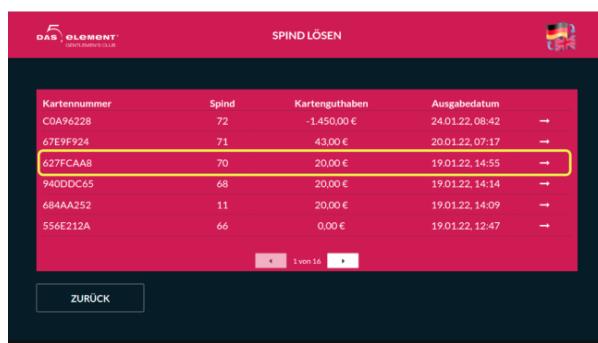 DAS 5. ELEMENT
GENTLEMEN'S CLUB
SPIND LÖSEN
Kartennummer Spind Kartenguthaben Ausgabedatum
C0A96228 72 -1.450,00 € 24.01.22, 08:42 →
67E9F924 71 43,00 € 20.01.22, 07:17 →
627FCAA8 70 20,00 € 19.01.22, 14:55 →
940DDC65 68 20,00 € 19.01.22, 14:14 →
684AA252 11 20,00 € 19.01.22, 14:09 →
556E212A 66 0,00 € 19.01.22, 12:47 →
1 von 16
ZURÜCK